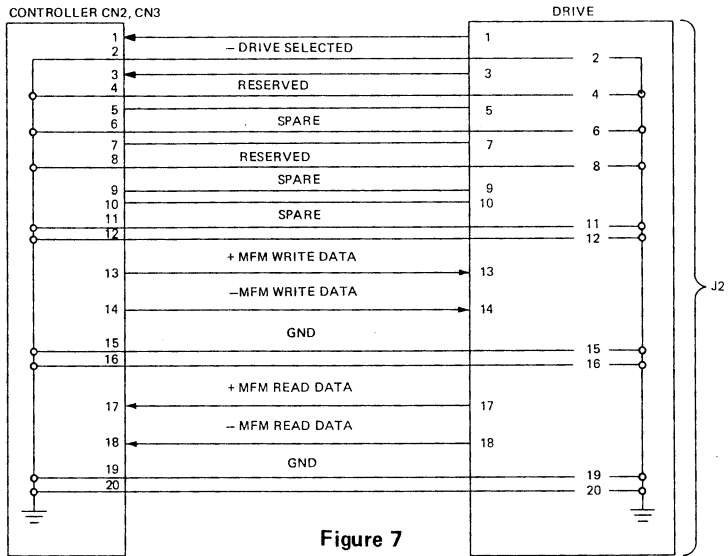 CONTROLLER CN2, CN3 DRIVE
1 1
2 – DRIVE SELECTED 2
3 3
4 RESERVED 4
5 5
6 SPARE 6
7 7
8 RESERVED 8
SPARE
9 9
10 10
11 SPARE 11
12 12
+ MFM WRITE DATA
13 13
–MFM WRITE DATA
J2
14 14
GND
15 15
16 16
+ MFM READ DATA
17 17
– MFM READ DATA
18 18
GND
19 19
20 20
Figure 7